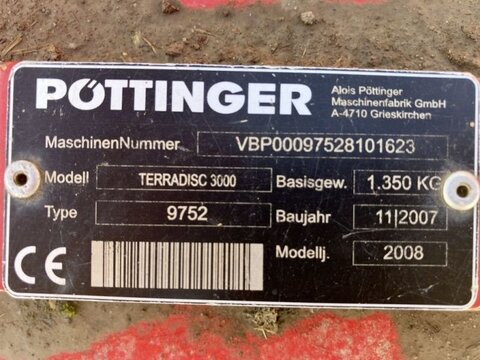 PÖTTINGER
Alois Pöttinger
Maschinenfabrik GmbH
A-4710 Grieskirchen
MaschinenNummer VBP00097528101623
Modell TERRADISC 3000 Basisgew. 1.350 KG
Type 9752 Baujahr 11|2007
CE Modellj. 2008